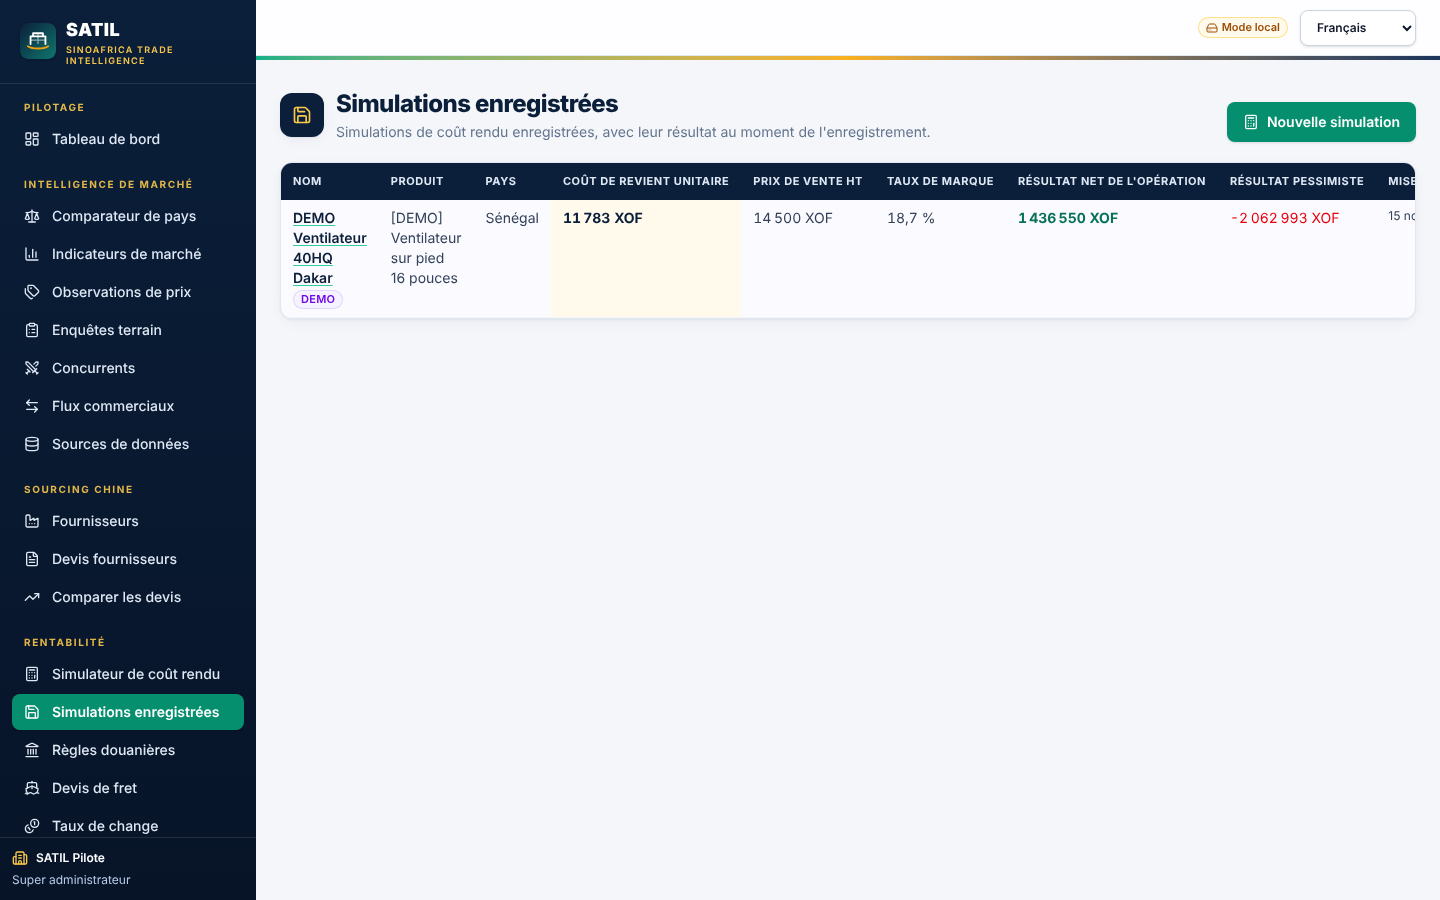 SATIL
SINOAFRICA TRADE
INTELLIGENCE
PILOTAGE
Tableau de bord
INTELLIGENCE DE MARCHÉ
Comparateur de pays
Indicateurs de marché
Observations de prix
Enquêtes terrain
Concurrents
Flux commerciaux
Sources de données
SOURCING CHINE
Fournisseurs
Devis fournisseurs
Comparer les devis
RENTABILITÉ
Simulateur de coût rendu
Simulations enregistrées
Règles douanières
Devis de fret
Taux de change
SATIL Pilote
Super administrateur
Mode local
Français
Simulations enregistrées
Simulations de coût rendu enregistrées, avec leur résultat au moment de l'enregistrement.
Nouvelle simulation
NOM PRODUIT PAYS COÛT DE REVIENT UNITAIRE PRIX DE VENTE HT TAUX DE MARQUE RÉSULTAT NET DE L'OPÉRATION RÉSULTAT PESSIMISTE MISE
DEMO [DEMO] Sénégal 11 783 XOF 14 500 XOF 18,7 % 1 436 550 XOF -2 062 993 XOF 15 no
Ventilateur Ventilateur
40HQ sur pied
Dakar 16 pouces
DEMO